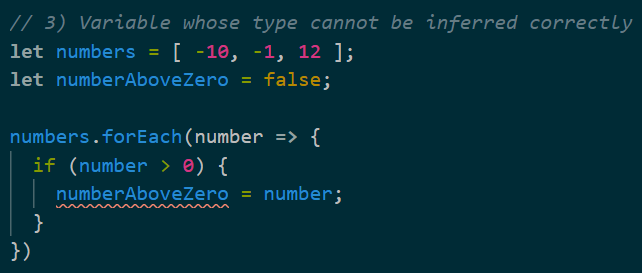 // 3) Variable whose type cannot be inferred correctly
let numbers = [ -10, -1, 12 ];
let numberAboveZero = false;

numbers.forEach(number => {
  if (number > 0) {
    numberAboveZero = number;
  }
})